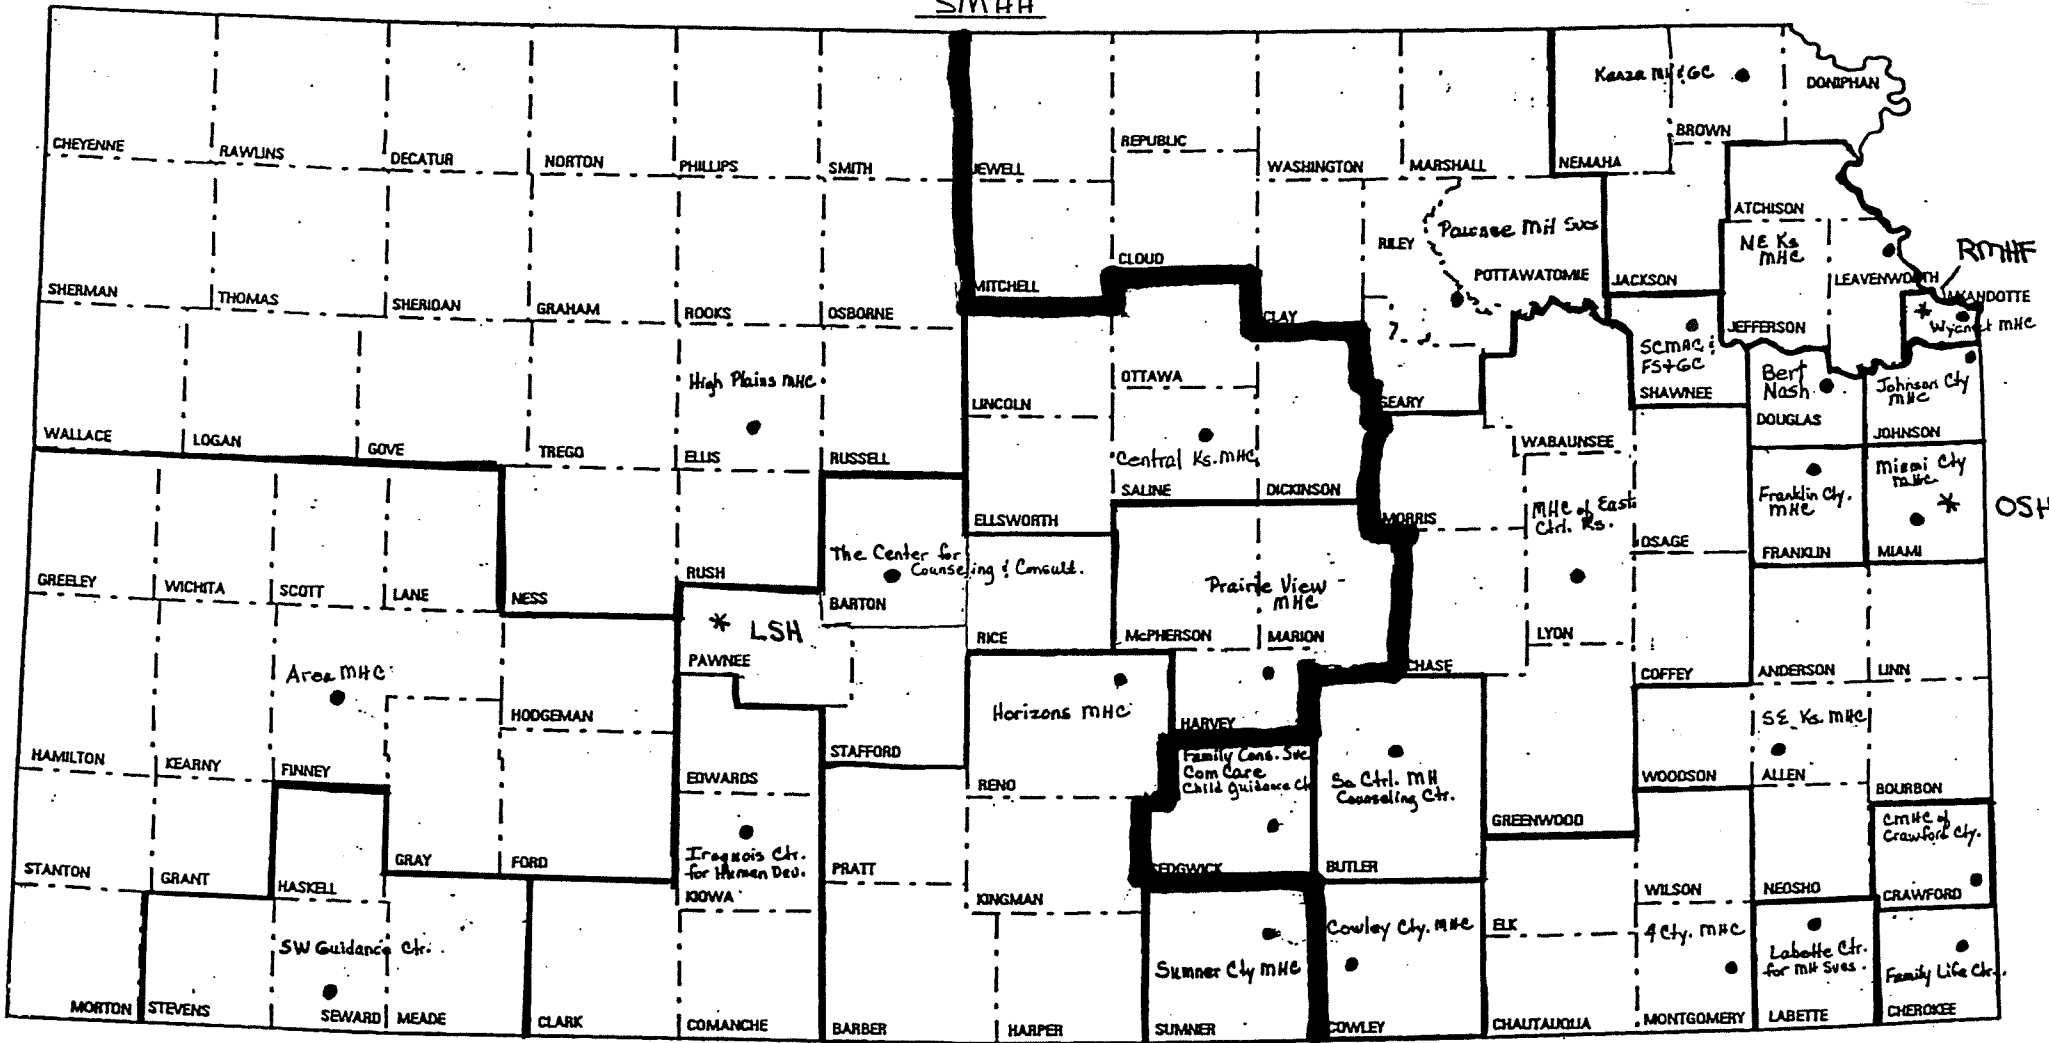 SMHH
Kanza MH & GC
DONIPHAN
CHEYENNE
RAWLINS
DECATUR
NORTON
PHILLIPS
SMITH
JEWELL
REPUBLIC
WASHINGTON
MARSHALL
NEMAHA
BROWN
ATCHISON
RILEY
Pawnee MH Svcs
POTTAWATOMIE
JACKSON
NE Ks
MHC
LEAVENWORTH
RMHF
WYANDOTTE
* Wyanot MHC
JEFFERSON
SHERMAN
THOMAS
SHERIDAN
GRAHAM
ROOKS
OSBORNE
MITCHELL
CLOUD
CLAY
High Plains MHC
OTTAWA
LINCOLN
GEARY
SCMAC &
FS+GC
SHAWNEE
Bert
Nash
DOUGLAS
Johnson Cty
MHC
JOHNSON
WALLACE
LOGAN
GOVE
TREGO
ELLIS
RUSSELL
Central Ks. MHC
SALINE
DICKINSON
WABAUNSEE
MHC of East
Ctrl. Ks.
MORRIS
Franklin Cty.
MHC
FRANKLIN
Miami Cty
MHC
* OSH
MIAMI
ELLSWORTH
OSAGE
GREELEY
WICHITA
SCOTT
LANE
NESS
RUSH
The Center for
Counseling & Consult.
BARTON
RICE
Prairie View
MHC
McPHERSON
MARION
CHASE
LYON
COFFEY
ANDERSON
LINN
* LSH
PAWNEE
Area MHC
HODGEMAN
Horizons MHC
HARVEY
HAMILTON
KEARNY
FINNEY
EDWARDS
STAFFORD
RENO
Family Cons. Svc
Com Care
Child Guidance Ct
SEDGWICK
So Ctrl. MH
Counseling Ctr.
BUTLER
GREENWOOD
WOODSON
SE Ks MHC
ALLEN
BOURBON
STANTON
GRANT
HASKELL
GRAY
FORD
Iroquois Ctr.
for Human Dev.
KIOWA
PRATT
KINGMAN
WILSON
NEOSHO
CMHC of
Crawford Cty.
CRAWFORD
SW Guidance Ctr.
Sumner Cty MHC
Cowley Cty. MHC
ELK
4 Cty. MHC
Labette Ctr.
for MH Svcs.
Family Life Ctr.
MORTON
STEVENS
SEWARD
MEADE
CLARK
COMANCHE
BARBER
HARPER
SUMNER
COWLEY
CHAUTAUQUA
MONTGOMERY
LABETTE
CHEROKEE